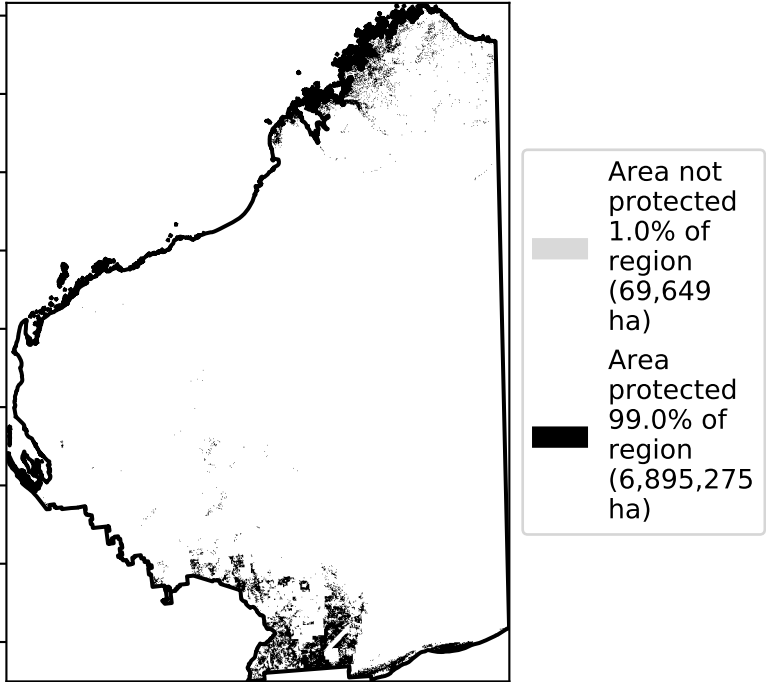 Area not
protected
1.0% of
region
(69,649
ha)
Area
protected
99.0% of
region
(6,895,275
ha)